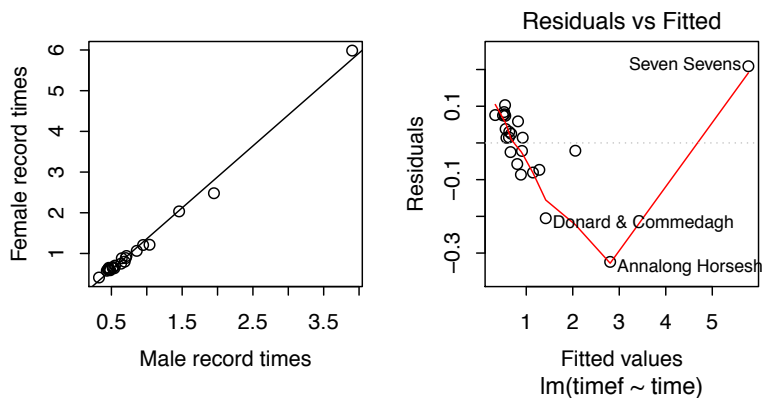 Female record times
6
5
4
3
2
1
0.5 1.5 2.5 3.5
Male record times
Residuals vs Fitted
Residuals
0.1
−0.1
−0.3
Seven Sevens
Donard & Commedagh
Annalong Horsesh
1 2 3 4 5
Fitted values
lm(timef ~ time)